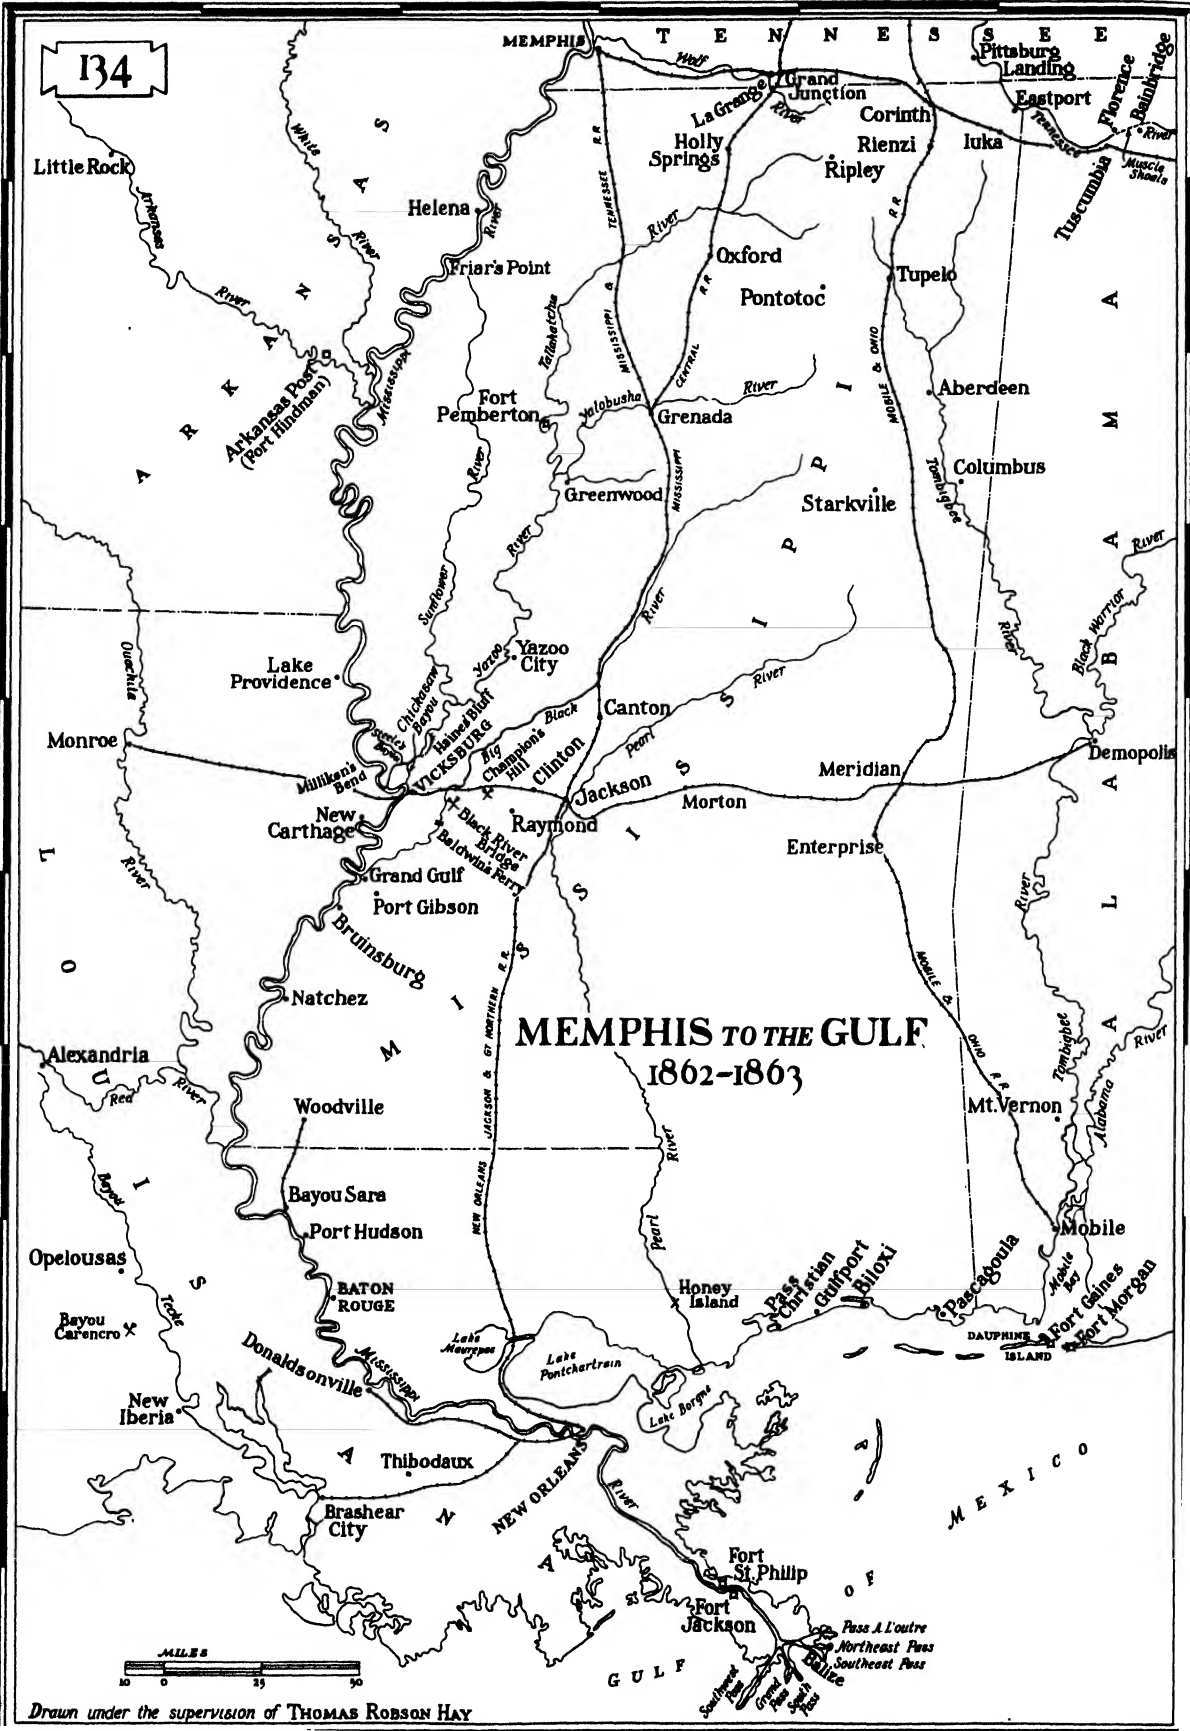 134
MEMPHIS
T E N N E S S E E
Wolf
River
Grand
Junction
La Grange
Pittsburg
Landing
Eastport
Florence
Bainbridge
Corinth
Tennessee
River
Holly
Springs
Rienzi
Iuka
Muscle
Shoals
Tuscumbia
Ripley
Little Rock
Arkansas
River
White
River
A R K A N S A S
Helena
River
Friar's Point
MISSISSIPPI & TENNESSEE R R
River
Tallahatchie
Oxford
Tupelo
Pontotoc
R R
MOBILE & OHIO R R
MISSISSIPPI CENTRAL R R
Mississippi
Arkansas Post
(Fort Hindman)
Fort
Pemberton
Yalobusha
River
Grenada
Aberdeen
Greenwood
Columbus
Starkville
Tombigbee
River
River
Sunflower
River
Yazoo
River
Black Warrior
River
A L A B A M A
M I S S I S S I P P I
Ouachita
River
Lake
Providence
Yazoo
City
Chickasaw
Bayou
Haines' Bluff
Steele's
Bayou
Canton
Big
Black
River
Pearl
River
Monroe
Milliken's
Bend
VICKSBURG
Champion's
Hill
Clinton
Jackson
Morton
Meridian
Demopolis
New
Carthage
Black River
Bridge
Baldwin's Ferry
Raymond
Enterprise
Grand Gulf
Port Gibson
Bruinsburg
River
L O U I S I A N A
Natchez
NEW ORLEANS JACKSON & GT NORTHERN R. R.
MOBILE & OHIO R R
MEMPHIS TO THE GULF
1862-1863
Alexandria
Red
River
Tombigbee
Alabama
River
Woodville
Mt. Vernon
River
Pearl
Bayou
Teche
Bayou Sara
Port Hudson
Mobile
Opelousas
BATON
ROUGE
Honey
Island
Pass
Christian
Gulfport
Biloxi
Pascagoula
Mobile
Bay
Fort Gaines
Fort Morgan
DAUPHINE
ISLAND
Bayou
Carencro
Lake
Maurepas
Lake
Pontchartrain
Lake Borgne
Donaldsonville
Mississippi
River
New
Iberia
Thibodaux
NEW ORLEANS
Brashear
City
Fort
St. Philip
Fort
Jackson
GULF OF MEXICO
Pass A L'outre
Northeast Pass
Southeast Pass
Balize
Southwest
Pass
Grand
Pass
South
Pass
MILES
10 0 25 50
Drawn under the supervision of THOMAS ROBSON HAY